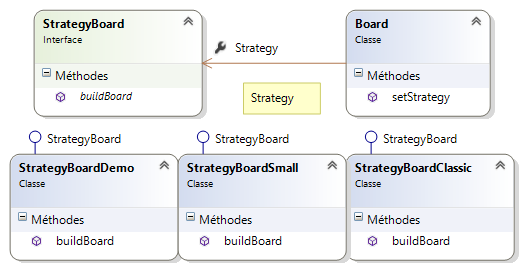 StrategyBoard
Interface
Méthodes
buildBoard
Strategy
Board
Classe
Méthodes
setStrategy
Strategy
StrategyBoard
StrategyBoardDemo
Classe
Méthodes
buildBoard
StrategyBoard
StrategyBoardSmall
Classe
Méthodes
buildBoard
StrategyBoard
StrategyBoardClassic
Classe
Méthodes
buildBoard